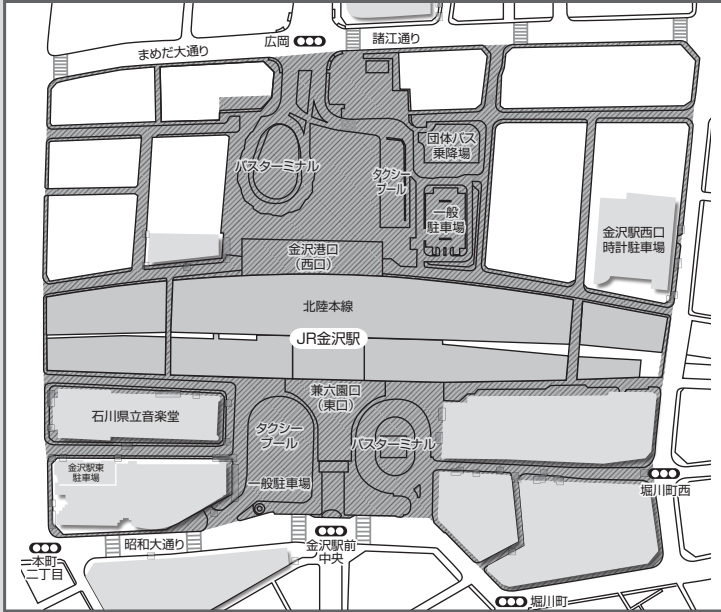 広岡
諸江通り
まめだ大通り
バスターミナル
団体バス
乗降場
タクシー
プール
一般
駐車場
金沢駅西口
時計駐車場
金沢港口
(西口)
北陸本線
JR金沢駅
兼六園口
(東口)
石川県立音楽堂
タクシー
プール
バスターミナル
金沢駅東
駐車場
一般駐車場
堀川町西
昭和大通り
金沢駅前
中央
本町
二丁目
堀川町